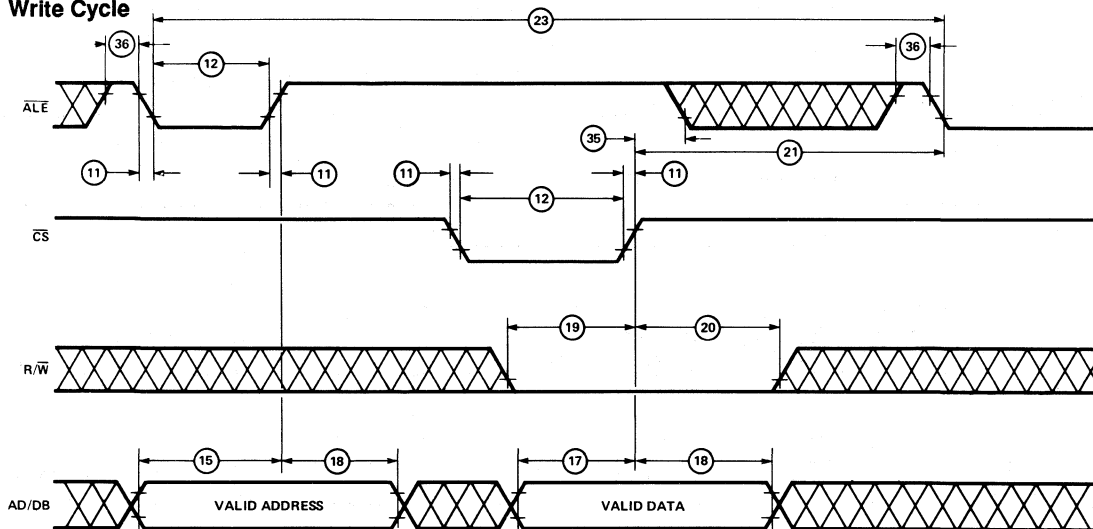 Write Cycle
23
36
12
36
ALE
35
21
11
11
11
11
12
CS
19
20
R/W
15
18
17
18
AD/DB
VALID ADDRESS
VALID DATA